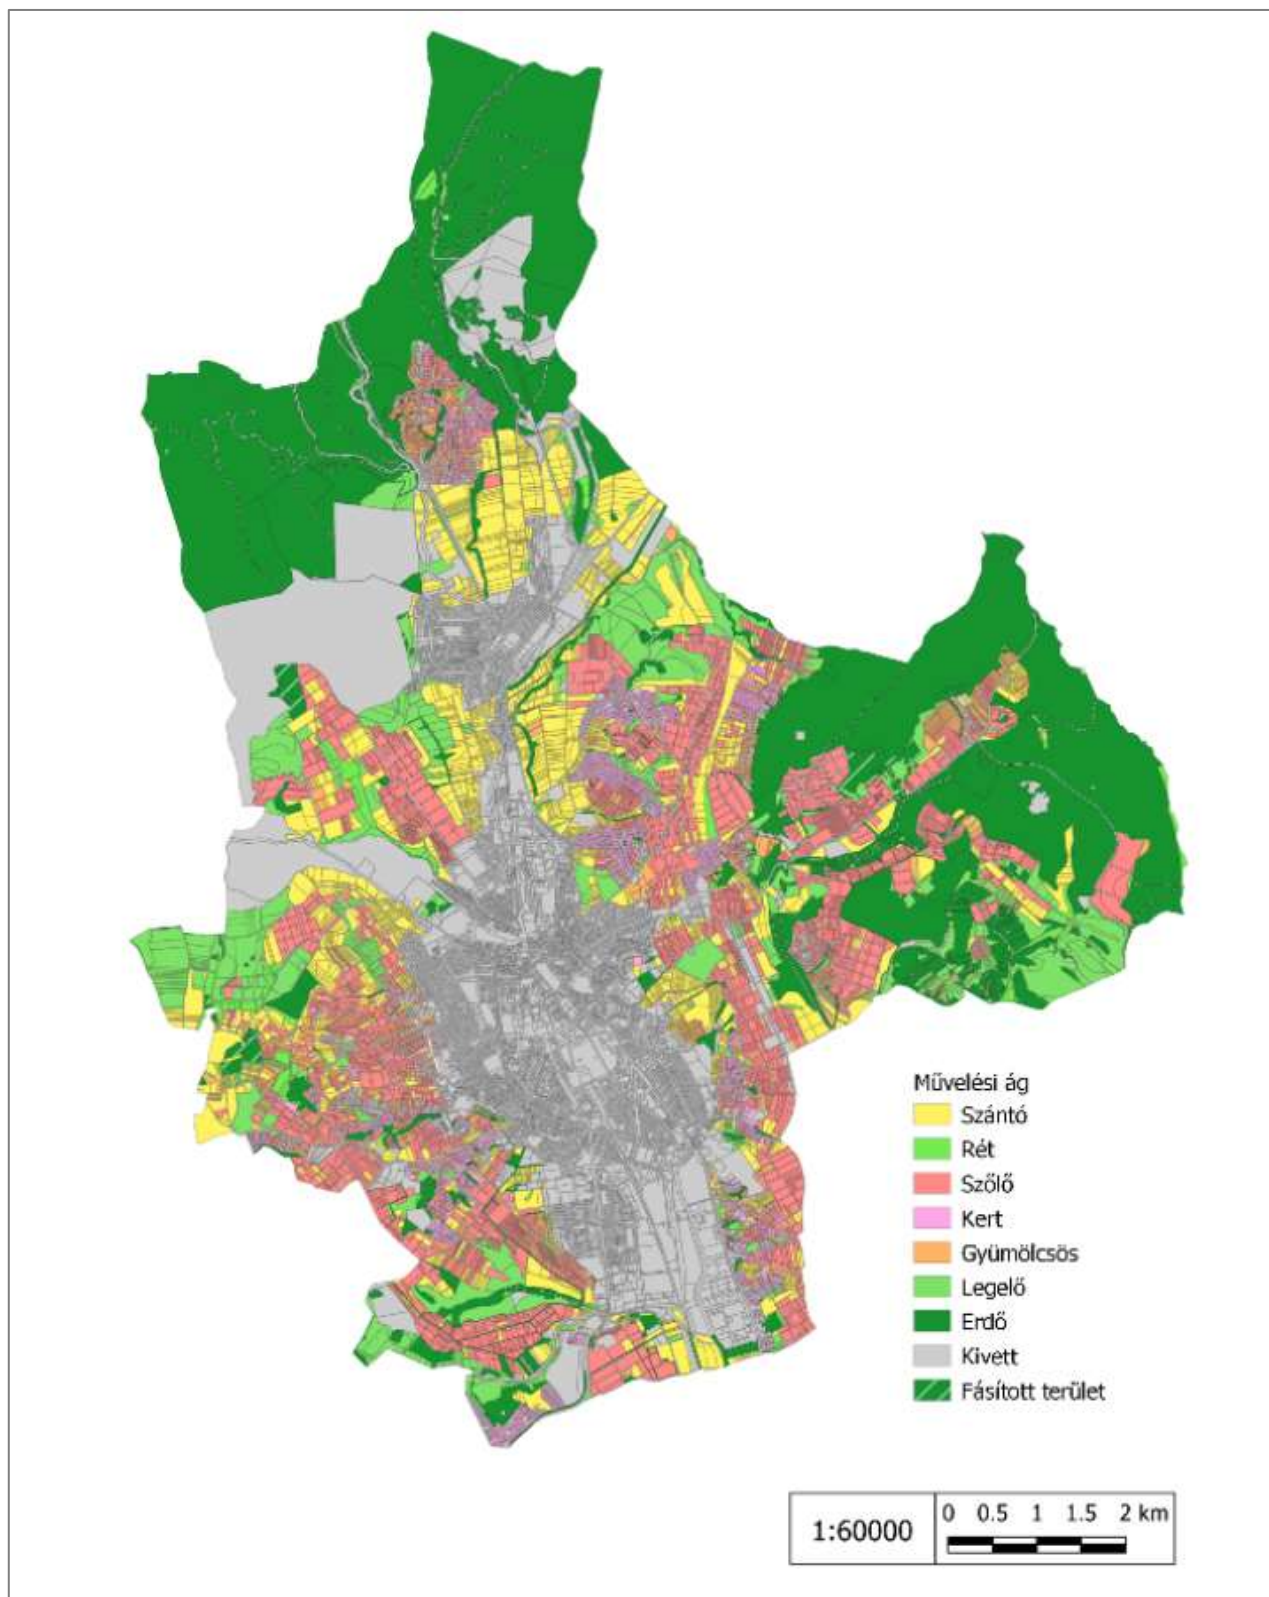 Művelési ág
Szántó
Rét
Szőlő
Kert
Gyümölcsös
Legelő
Erdő
Kivett
Fásított terület
1:60000
0 0.5 1 1.5 2 km